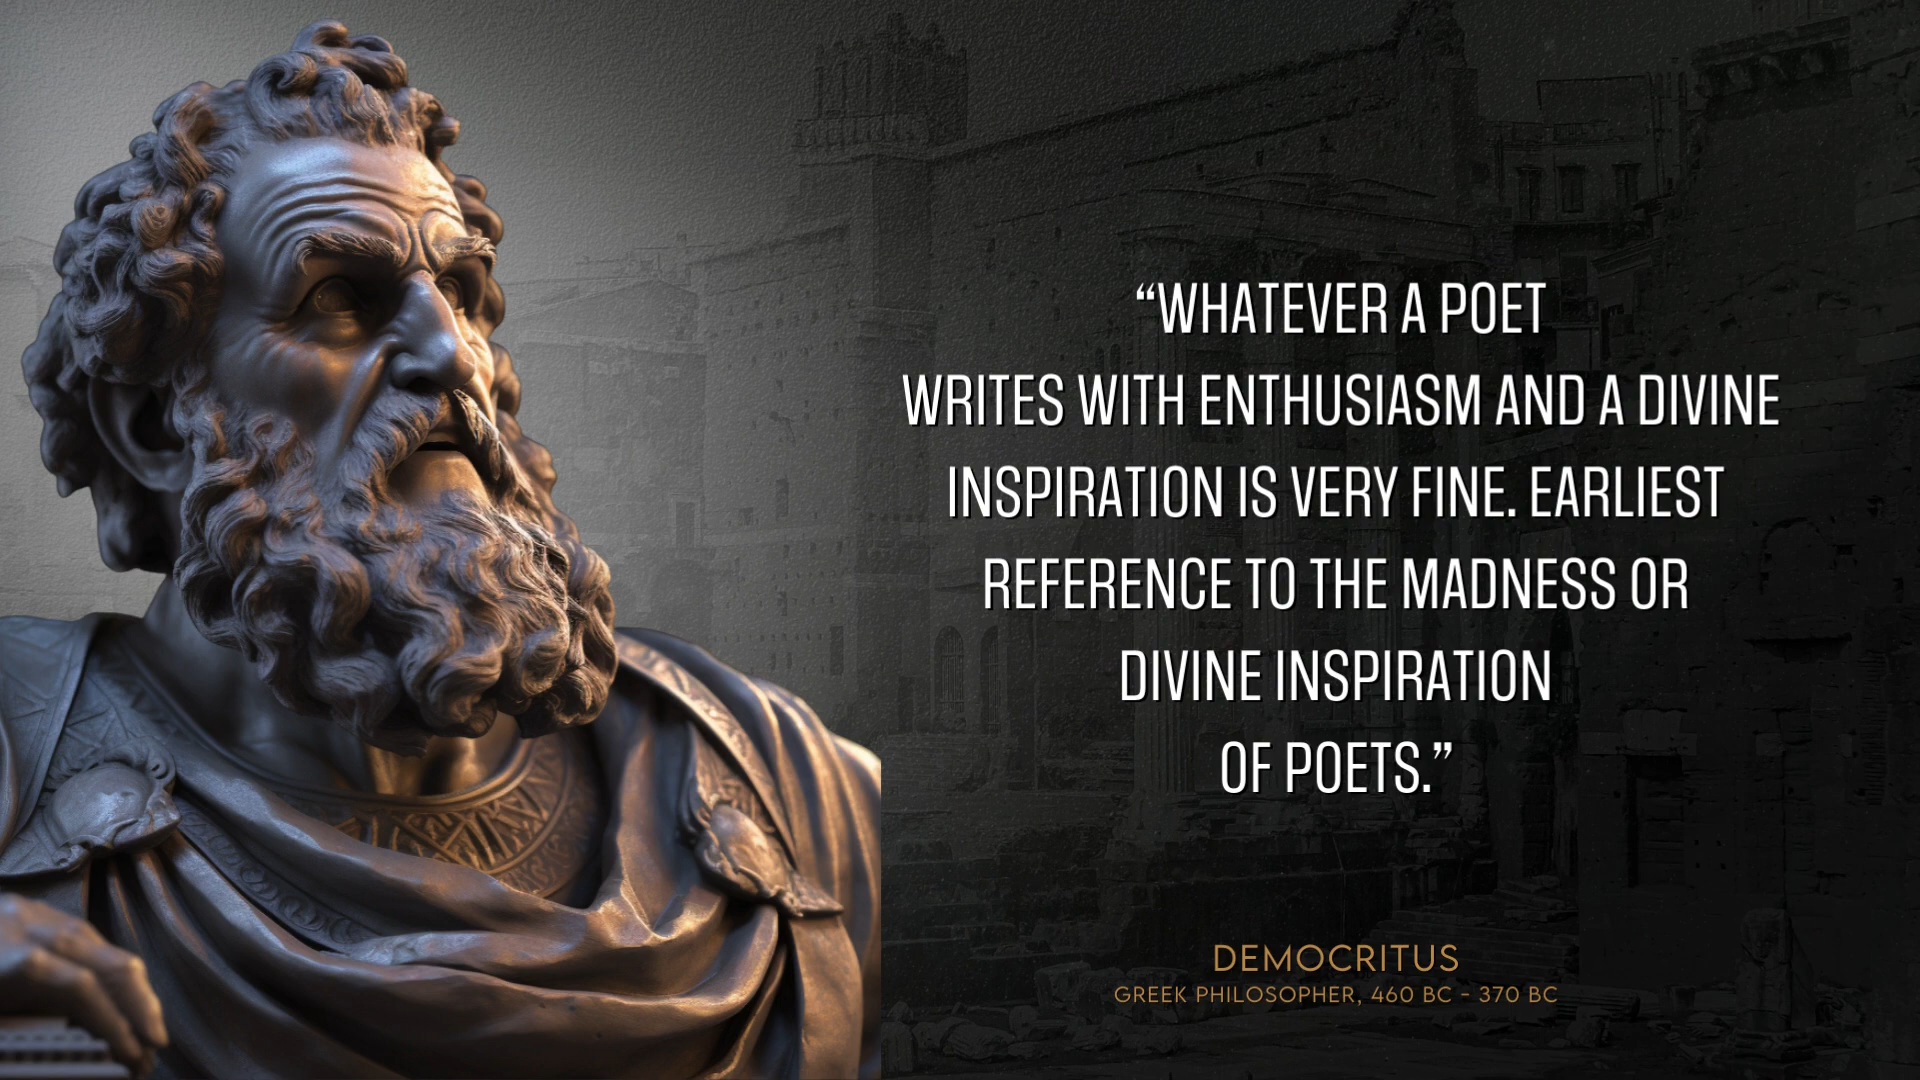 “WHATEVER A POET
WRITES WITH ENTHUSIASM AND A DIVINE
INSPIRATION IS VERY FINE. EARLIEST
REFERENCE TO THE MADNESS OR
DIVINE INSPIRATION
OF POETS.”
DEMOCRITUS
GREEK PHILOSOPHER, 460 BC - 370 BC